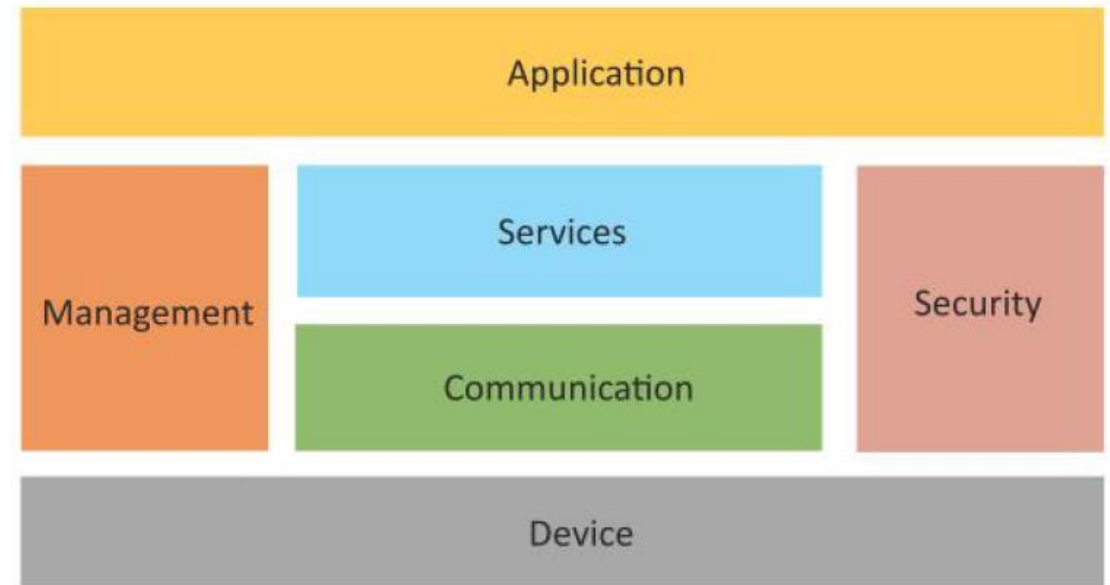 Application
Services
Management
Security
Communication
Device